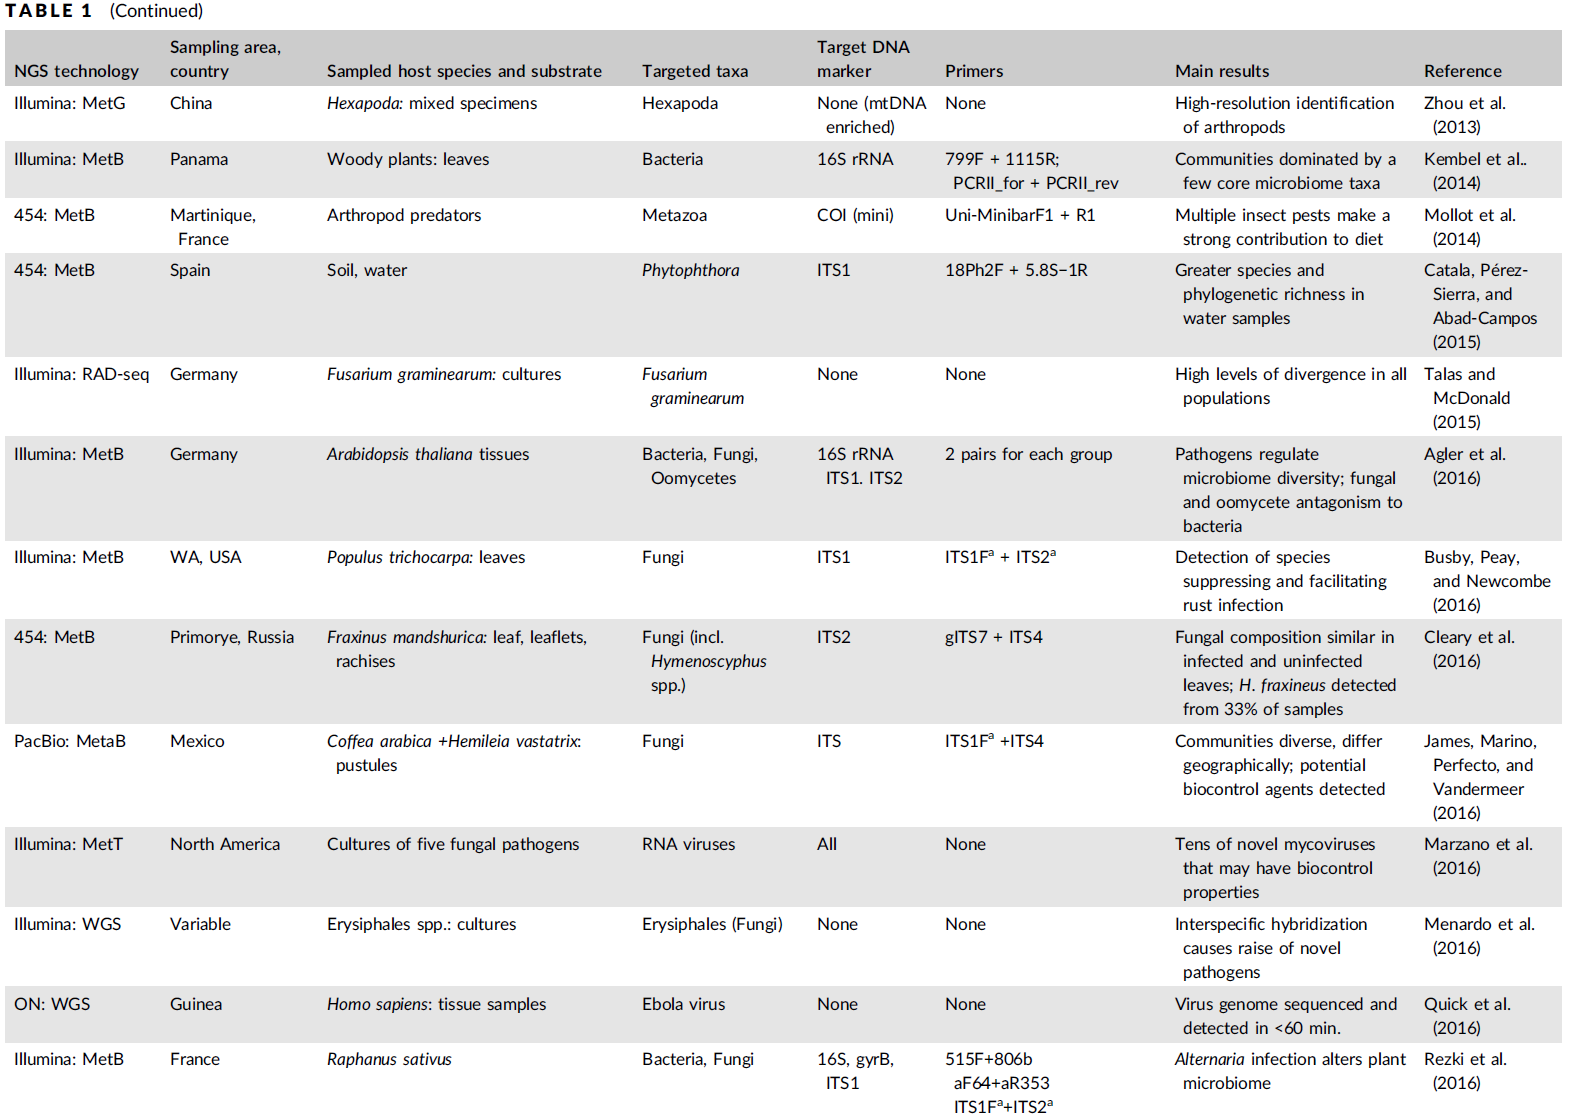 TABLE 1 (Continued)
NGS technology
Sampling area,
country
Sampled host species and substrate
Targeted taxa
Target DNA
marker
Primers
Main results
Reference
Illumina: MetG
China
Hexapoda: mixed specimens
Hexapoda
None (mtDNA
enriched)
None
High-resolution identification
of arthropods
Zhou et al.
(2013)
Illumina: MetB
Panama
Woody plants: leaves
Bacteria
16S rRNA
799F + 1115R;
PCRII_for + PCRII_rev
Communities dominated by a
few core microbiome taxa
Kembel et al..
(2014)
454: MetB
Martinique,
France
Arthropod predators
Metazoa
COI (mini)
Uni-MinibarF1 + R1
Multiple insect pests make a
strong contribution to diet
Mollot et al.
(2014)
454: MetB
Spain
Soil, water
Phytophthora
ITS1
18Ph2F + 5.8S−1R
Greater species and
phylogenetic richness in
water samples
Catala, Pérez-
Sierra, and
Abad-Campos
(2015)
Illumina: RAD-seq
Germany
Fusarium graminearum: cultures
Fusarium
graminearum
None
None
High levels of divergence in all
populations
Talas and
McDonald
(2015)
Illumina: MetB
Germany
Arabidopsis thaliana tissues
Bacteria, Fungi,
Oomycetes
16S rRNA
ITS1. ITS2
2 pairs for each group
Pathogens regulate
microbiome diversity; fungal
and oomycete antagonism to
bacteria
Agler et al.
(2016)
Illumina: MetB
WA, USA
Populus trichocarpa: leaves
Fungi
ITS1
ITS1Fᵃ + ITS2ᵃ
Detection of species
suppressing and facilitating
rust infection
Busby, Peay,
and Newcombe
(2016)
454: MetB
Primorye, Russia
Fraxinus mandshurica: leaf, leaflets,
rachises
Fungi (incl.
Hymenoscyphus
spp.)
ITS2
gITS7 + ITS4
Fungal composition similar in
infected and uninfected
leaves; H. fraxineus detected
from 33% of samples
Cleary et al.
(2016)
PacBio: MetaB
Mexico
Coffea arabica +Hemileia vastatrix:
pustules
Fungi
ITS
ITS1Fᵃ +ITS4
Communities diverse, differ
geographically; potential
biocontrol agents detected
James, Marino,
Perfecto, and
Vandermeer
(2016)
Illumina: MetT
North America
Cultures of five fungal pathogens
RNA viruses
All
None
Tens of novel mycoviruses
that may have biocontrol
properties
Marzano et al.
(2016)
Illumina: WGS
Variable
Erysiphales spp.: cultures
Erysiphales (Fungi)
None
None
Interspecific hybridization
causes raise of novel
pathogens
Menardo et al.
(2016)
ON: WGS
Guinea
Homo sapiens: tissue samples
Ebola virus
None
None
Virus genome sequenced and
detected in <60 min.
Quick et al.
(2016)
Illumina: MetB
France
Raphanus sativus
Bacteria, Fungi
16S, gyrB,
ITS1
515F+806b
aF64+aR353
ITS1Fᵃ+ITS2ᵃ
Alternaria infection alters plant
microbiome
Rezki et al.
(2016)